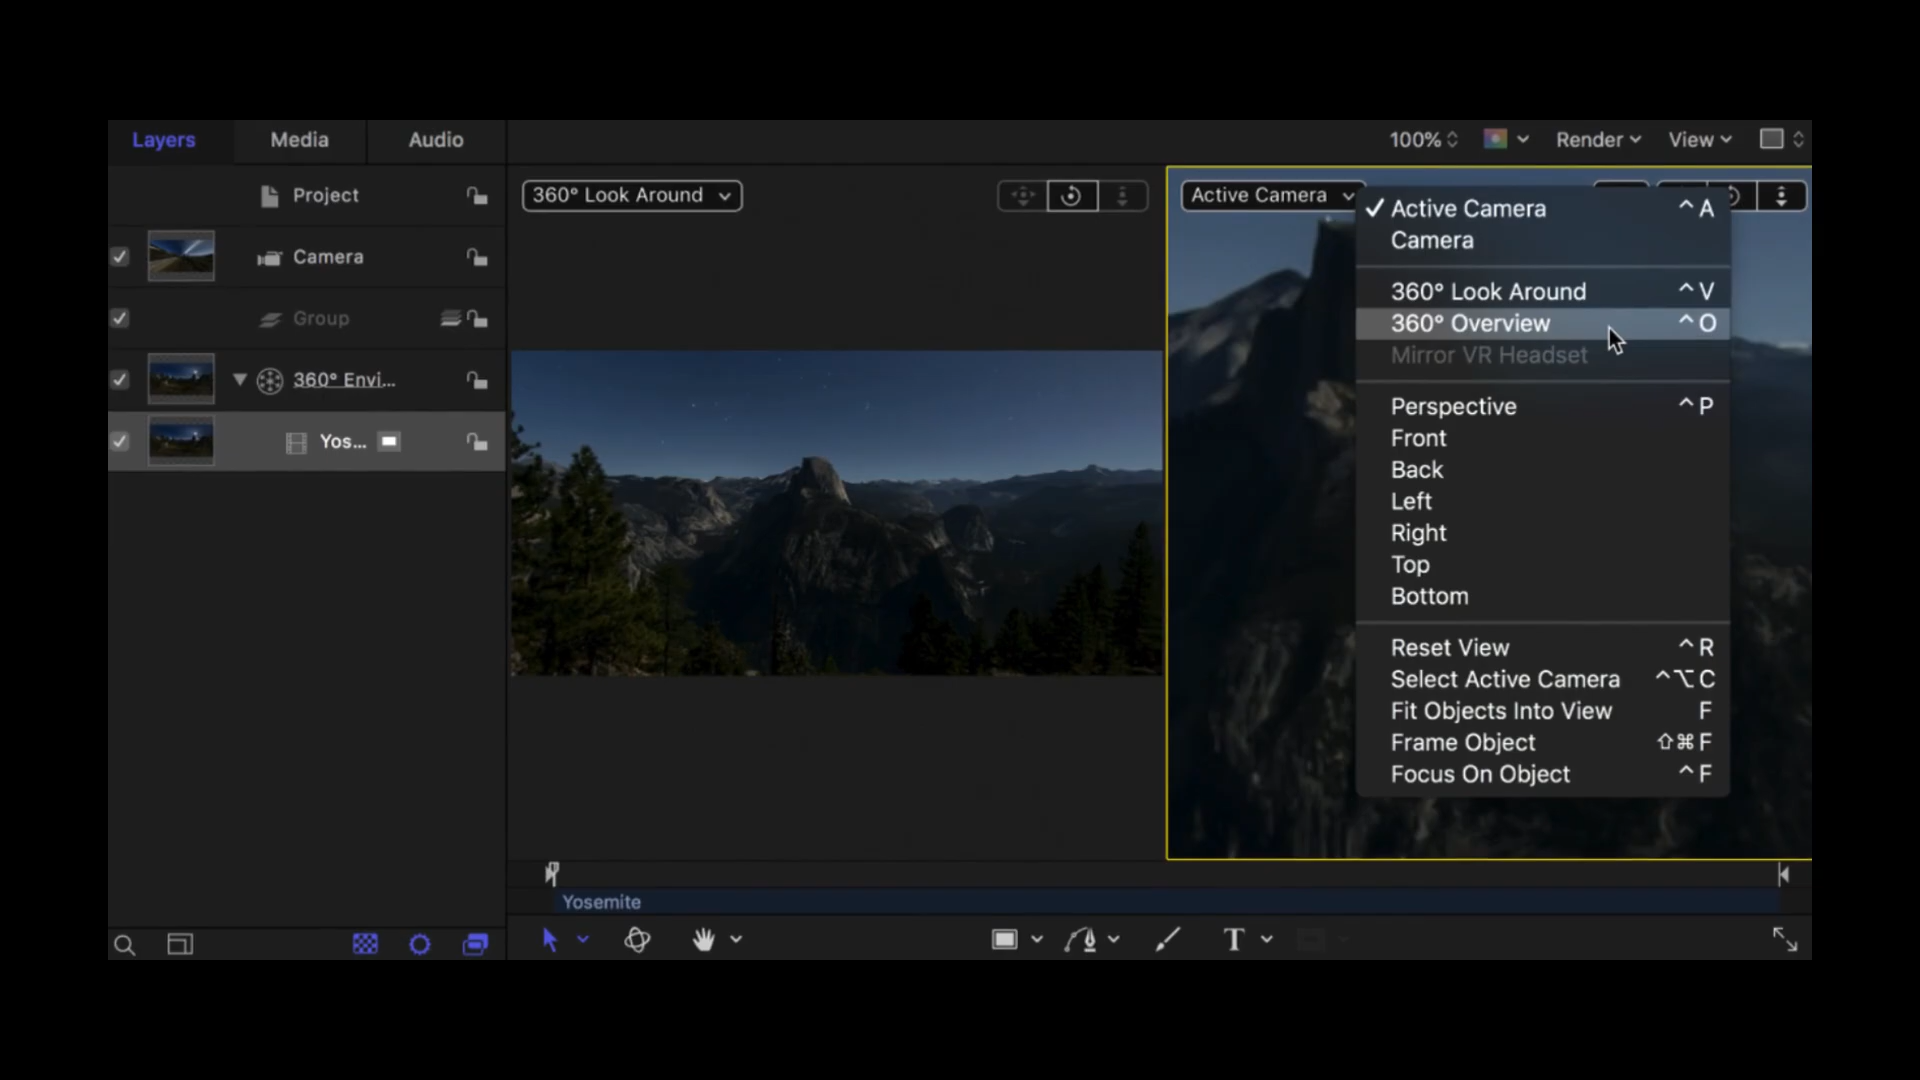 Layers Media Audio
100% Render View
Project
360° Look Around
Active Camera
Camera
Group
360° Envi...
Yos...
✓ Active Camera ^ A
Camera
360° Look Around ^ V
360° Overview ^ O
Mirror VR Headset
Perspective ^ P
Front
Back
Left
Right
Top
Bottom
Reset View ^ R
Select Active Camera ^⌥ C
Fit Objects Into View F
Frame Object ⇧⌘ F
Focus On Object ^ F
Yosemite
T